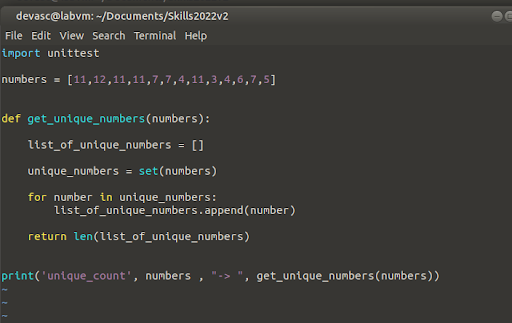 devasc@labvm: ~/Documents/Skills2022v2
File Edit View Search Terminal Help
import unittest
numbers = [11,12,11,11,7,7,4,11,3,4,6,7,5]
def get_unique_numbers(numbers):
    list_of_unique_numbers = []
    unique_numbers = set(numbers)
    for number in unique_numbers:
        list_of_unique_numbers.append(number)
    return len(list_of_unique_numbers)
print('unique_count', numbers , "-> ", get_unique_numbers(numbers))
~
~
~